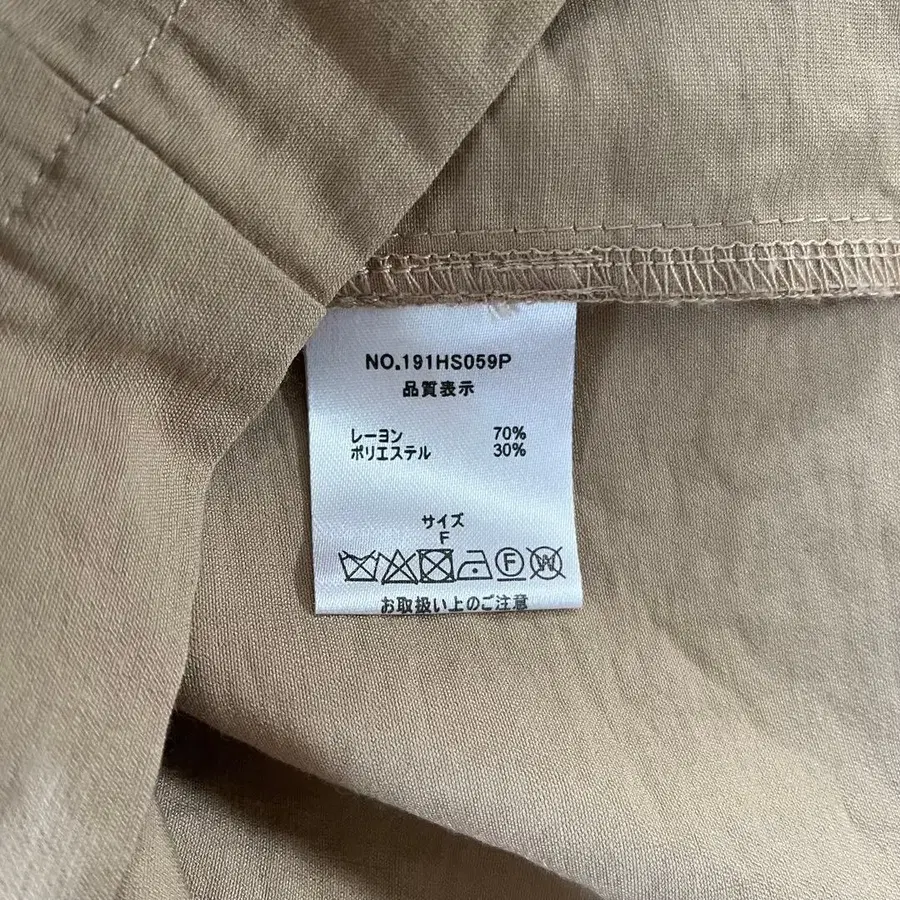 NO.191HS059P
品質表示
レーヨン 70%
ポリエステル 30%
サイズ
F
F W
お取扱い上のご注意